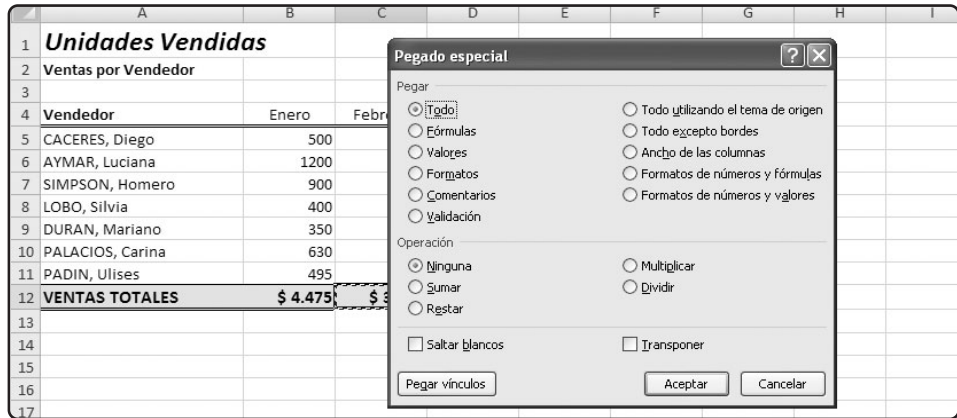 A B C D E F G H I
1 Unidades Vendidas
2 Ventas por Vendedor
3
4 Vendedor Enero Febr
5 CACERES, Diego 500
6 AYMAR, Luciana 1200
7 SIMPSON, Homero 900
8 LOBO, Silvia 400
9 DURAN, Mariano 350
10 PALACIOS, Carina 630
11 PADIN, Ulises 495
12 VENTAS TOTALES $ 4.475 $ 3
13
14
15
16
17
Pegado especial
Pegar
Todo Todo utilizando el tema de origen
Fórmulas Todo excepto bordes
Valores Ancho de las columnas
Formatos Formatos de números y fórmulas
Comentarios Formatos de números y valores
Validación
Operación
Ninguna Multiplicar
Sumar Dividir
Restar
Saltar blancos Transponer
Pegar vínculos Aceptar Cancelar